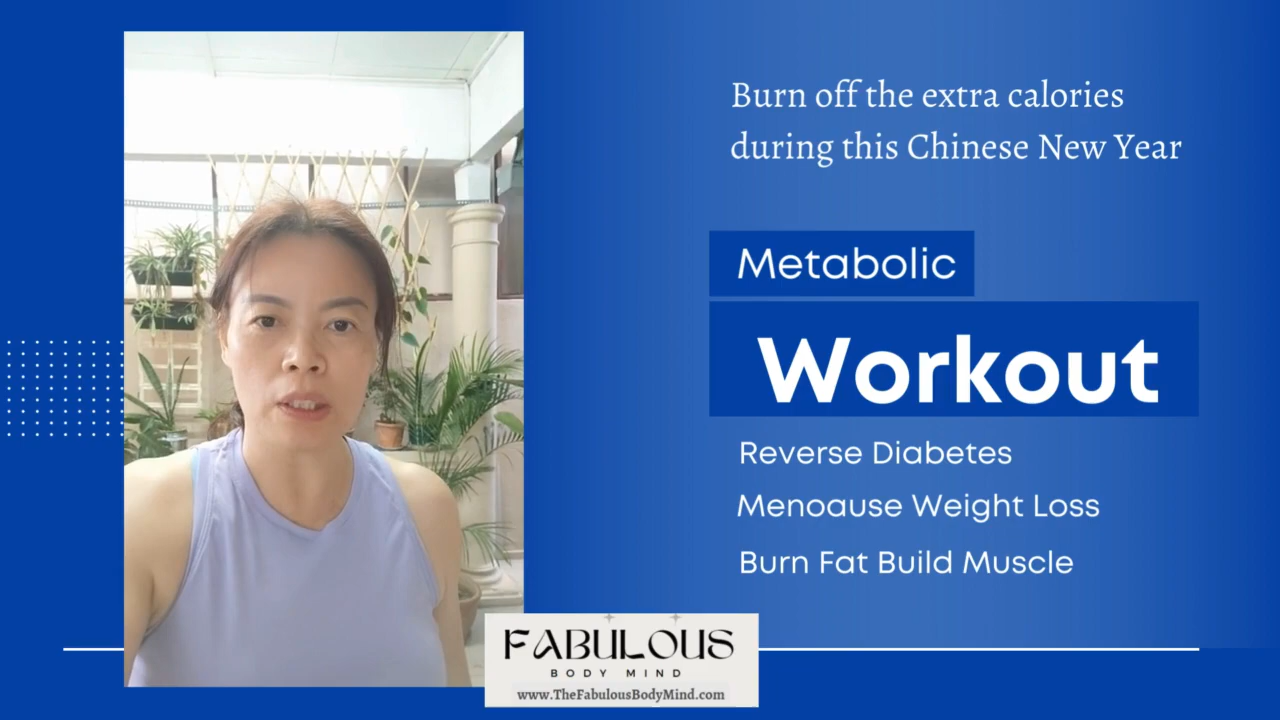 Burn off the extra calories
during this Chinese New Year
Metabolic
Workout
Reverse Diabetes
Menoause Weight Loss
Burn Fat Build Muscle
FABULOUS
BODY MIND
www.TheFabulousBodyMind.com